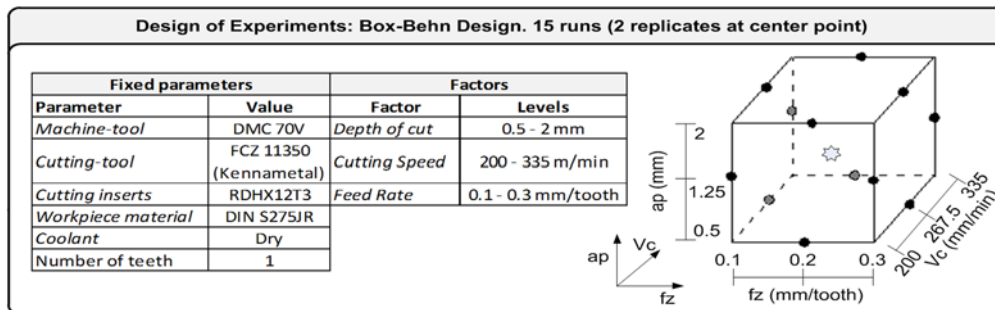 Design of Experiments: Box-Behn Design. 15 runs (2 replicates at center point)
Fixed parameters Factors
Parameter Value Factor Levels
Machine-tool DMC 70V Depth of cut 0.5 - 2 mm
Cutting-tool FCZ 11350 (Kennametal) Cutting Speed 200 - 335 m/min
Cutting inserts RDHX12T3 Feed Rate 0.1 - 0.3 mm/tooth
Workpiece material DIN S275JR
Coolant Dry
Number of teeth 1
ap (mm)
2
1.25
0.5
0.1 0.2 0.3
fz (mm/tooth)
200 267.5 335
Vc (mm/min)
ap
Vc
fz